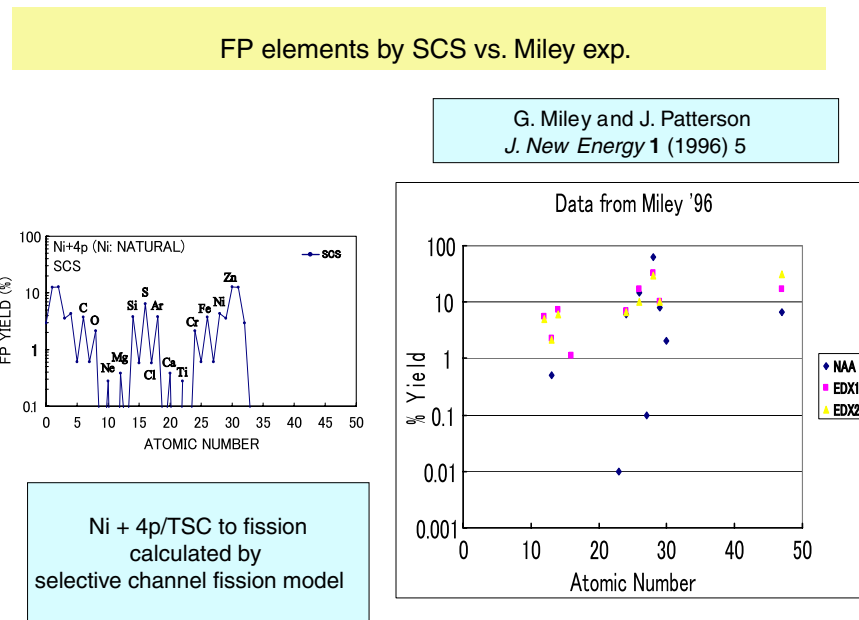 FP elements by SCS vs. Miley exp.
G. Miley and J. Patterson
J. New Energy 1 (1996) 5
Ni+4p (Ni: NATURAL)
SCS
SCS
FP YIELD (%)
100
10
1
0.1
C
O
Ne
Mg
Si
S
Cl
Ar
Ca
Ti
Cr
Fe
Ni
Zn
0 5 10 15 20 25 30 35 40 45 50
ATOMIC NUMBER
Ni + 4p/TSC to fission
calculated by
selective channel fission model
Data from Miley '96
% Yield
100
10
1
0.1
0.01
0.001
0 10 20 30 40 50
Atomic Number
NAA
EDX1
EDX2